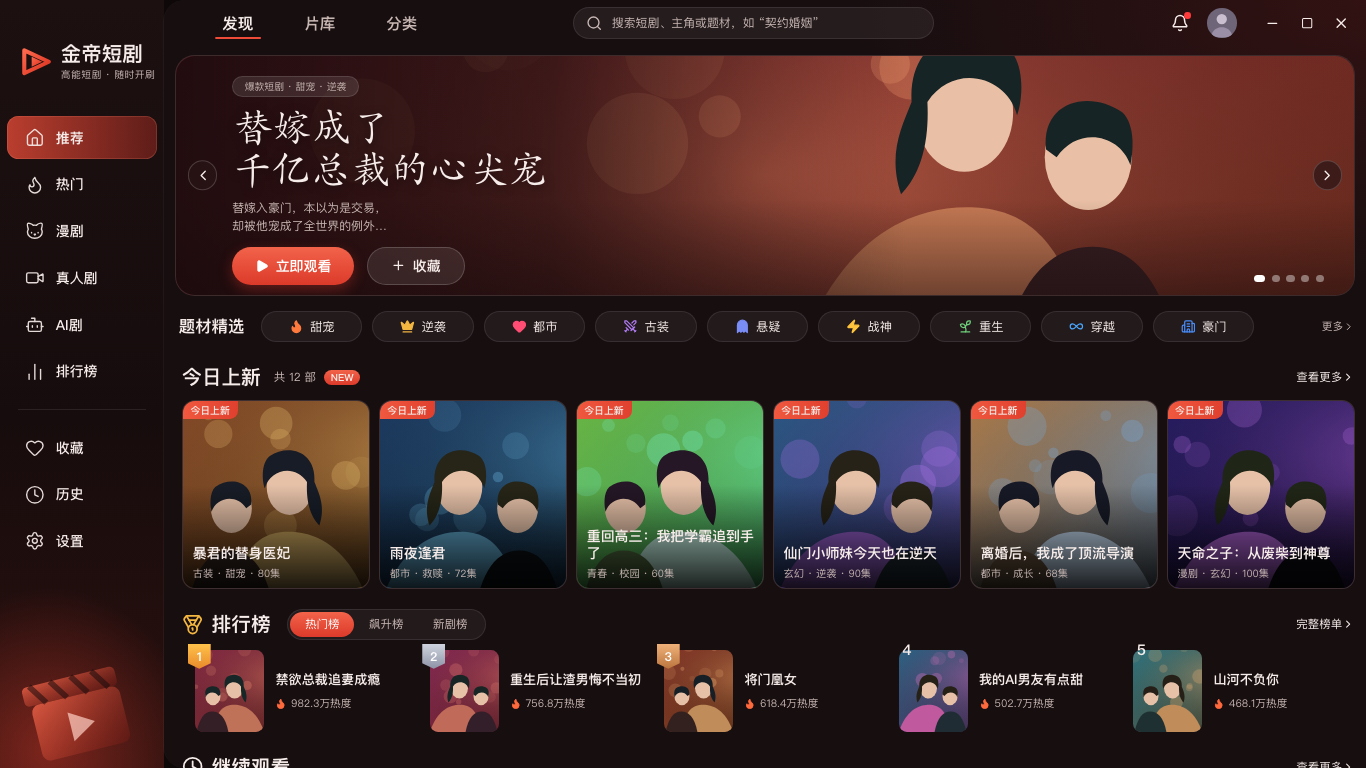 金帝短剧
高能短剧 · 随时开刷
推荐
热门
漫剧
真人剧
AI剧
排行榜
收藏
历史
设置
发现
片库
分类
搜索短剧、主角或题材，如 “契约婚姻”
爆款短剧 · 甜宠 · 逆袭
替嫁成了
千亿总裁的心尖宠
替嫁入豪门，本以为是交易，
却被他宠成了全世界的例外…
立即观看
收藏
题材精选
甜宠
逆袭
都市
古装
悬疑
战神
重生
穿越
豪门
更多
今日上新
共 12 部
NEW
查看更多
今日上新
暴君的替身医妃
古装 · 甜宠 · 80集
今日上新
雨夜逢君
都市 · 救赎 · 72集
今日上新
重回高三：我把学霸追到手
了
青春 · 校园 · 60集
今日上新
仙门小师妹今天也在逆天
玄幻 · 逆袭 · 90集
今日上新
离婚后，我成了顶流导演
都市 · 成长 · 68集
今日上新
天命之子：从废柴到神尊
漫剧 · 玄幻 · 100集
排行榜
热门榜
飙升榜
新剧榜
完整榜单
1
禁欲总裁追妻成瘾
982.3万热度
2
重生后让渣男悔不当初
756.8万热度
3
将门凰女
618.4万热度
4
我的AI男友有点甜
502.7万热度
5
山河不负你
468.1万热度
继续观看
查看更多